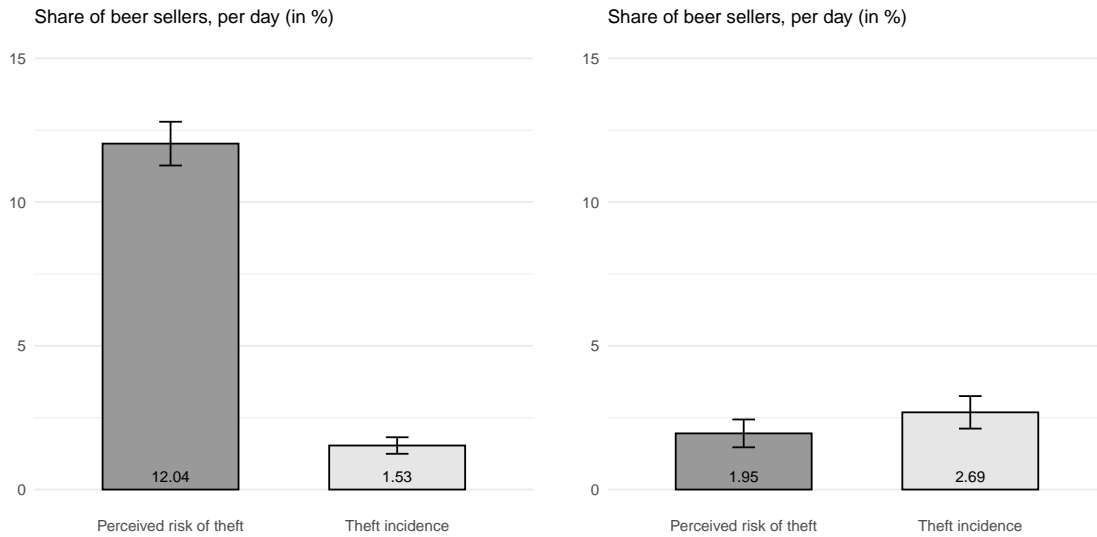 Share of beer sellers, per day (in %)
15
10
5
0
12.04
1.53
Perceived risk of theft
Theft incidence
Share of beer sellers, per day (in %)
15
10
5
0
1.95
2.69
Perceived risk of theft
Theft incidence